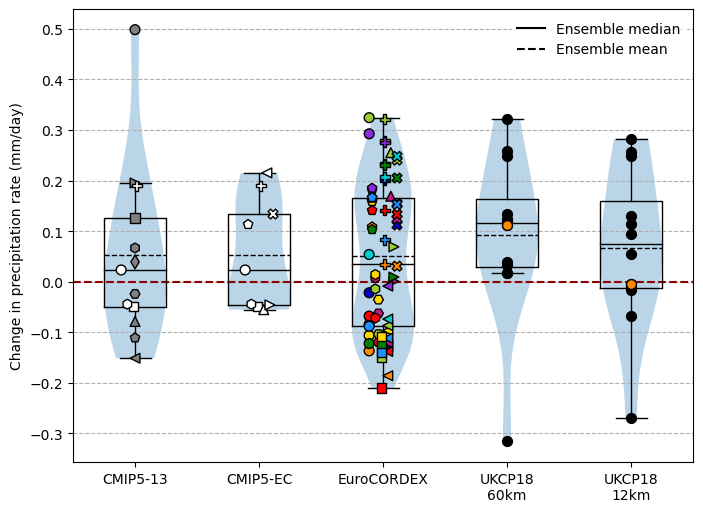 Ensemble median
Ensemble mean
Change in precipitation rate (mm/day)
0.5
0.4
0.3
0.2
0.1
0.0
−0.1
−0.2
−0.3
CMIP5-13
CMIP5-EC
EuroCORDEX
UKCP18
60km
UKCP18
12km